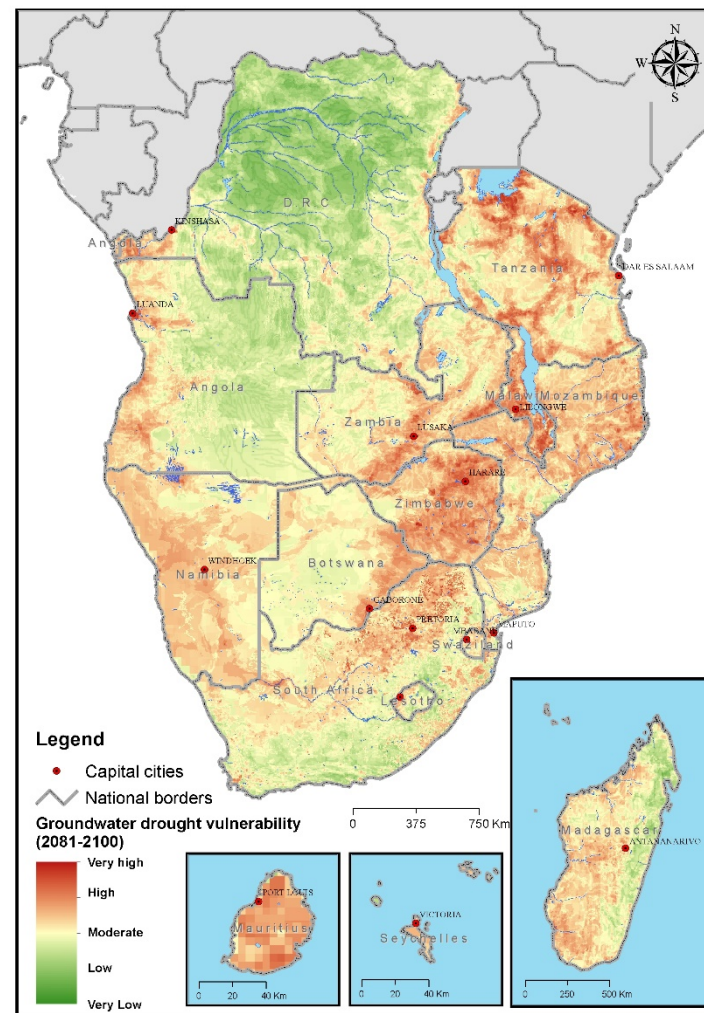 N
W E
S
D R C
KINSHASA
Angola
Tanzania
DAR ES SALAAM
LUANDA
Angola
Malawi Mozambique
LILONGWE
Zambia
LUSAKA
HARARE
Zimbabwe
Botswana
WINDHOEK
Namibia
GABORONE
PRETORIA
MBABANE MAPUTO
Swaziland
South Africa
Lesotho
Legend
Capital cities
National borders
0 375 750 Km
Groundwater drought vulnerability
(2081-2100)
Very high
High
Moderate
Low
Very Low
PORT LOUIS
Mauritius
0 20 40 Km
VICTORIA
Seychelles
0 20 40 Km
Madagascar
ANTANANARIVO
0 250 500 Km